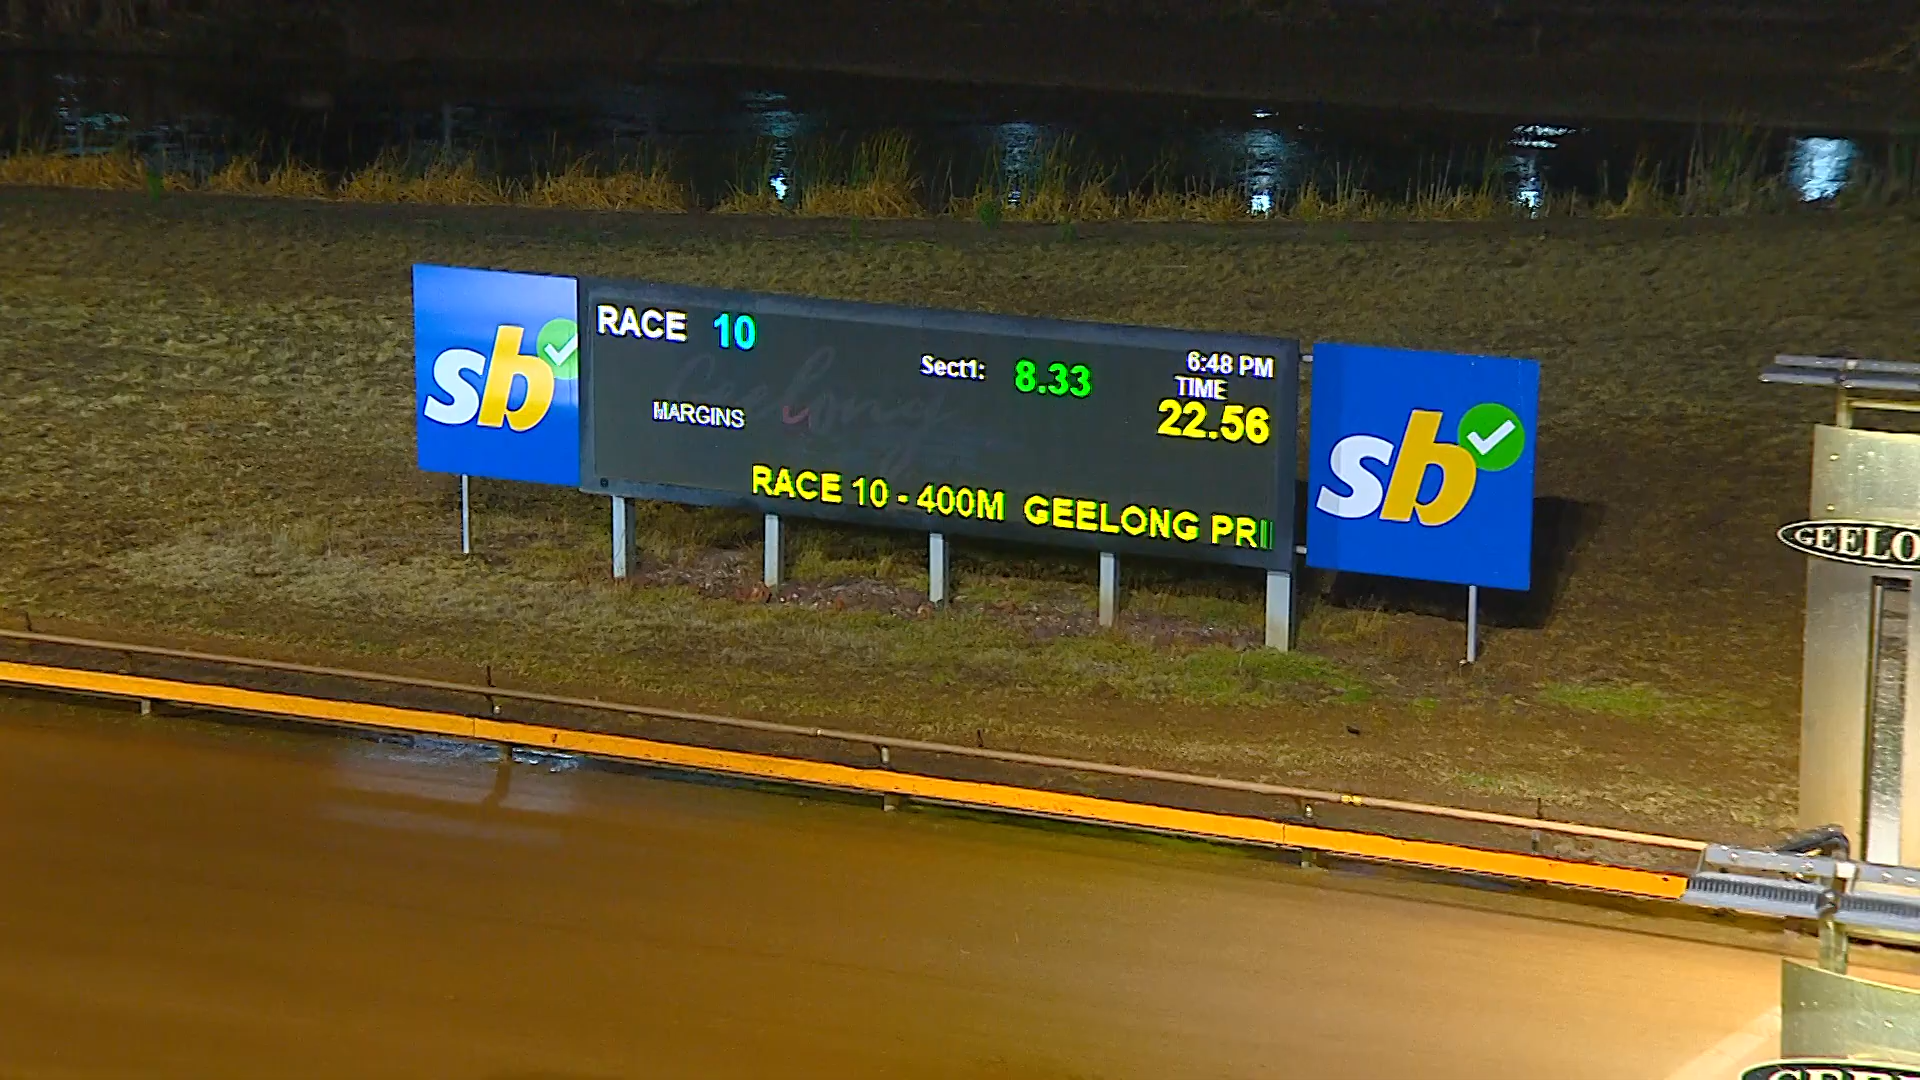 sb
RACE 10
Sect1: 8.33
6:48 PM
TIME
22.56
MARGINS
RACE 10 - 400M GEELONG PRI
sb
GEELO